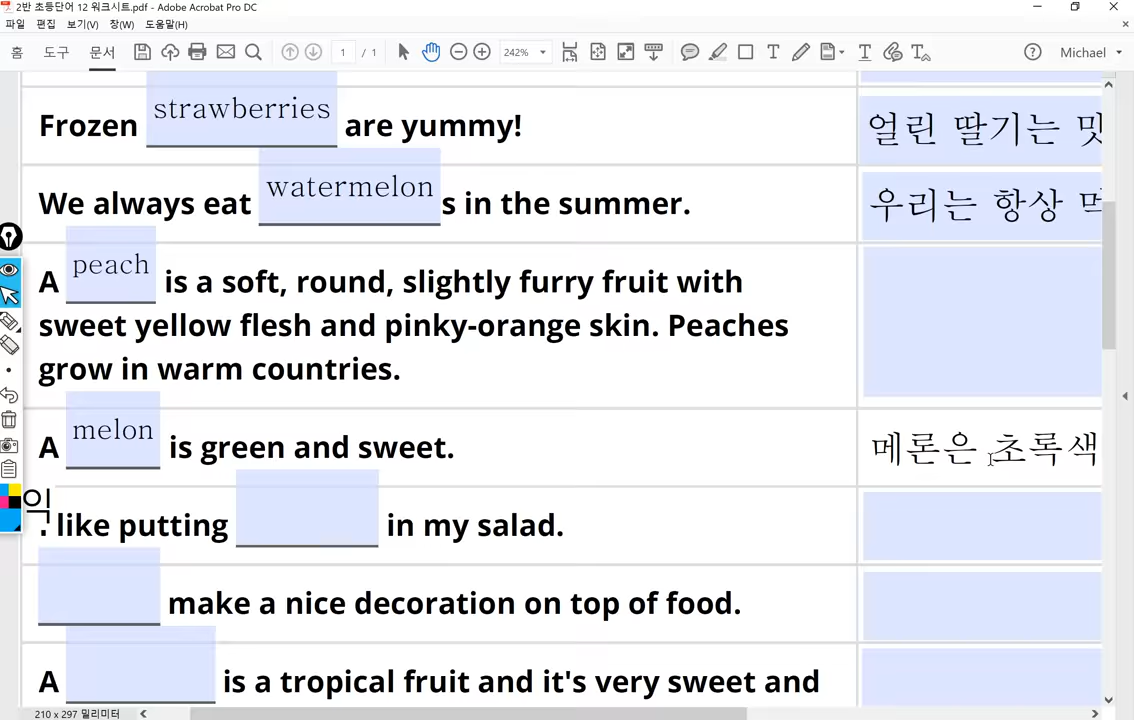 2반 초등단어 12 워크시트.pdf - Adobe Acrobat Pro DC
파일 편집 보기(V) 창(W) 도움말(H)
홈 도구 문서 1 / 1 242% Michael
Frozen strawberries are yummy! 얼린 딸기는 맛
We always eat watermelon s in the summer. 우리는 항상 먹
A peach is a soft, round, slightly furry fruit with
sweet yellow flesh and pinky-orange skin. Peaches
grow in warm countries.
A melon is green and sweet. 메론은 초록색
like putting in my salad.
make a nice decoration on top of food.
A is a tropical fruit and it's very sweet and
210 x 297 밀리미터